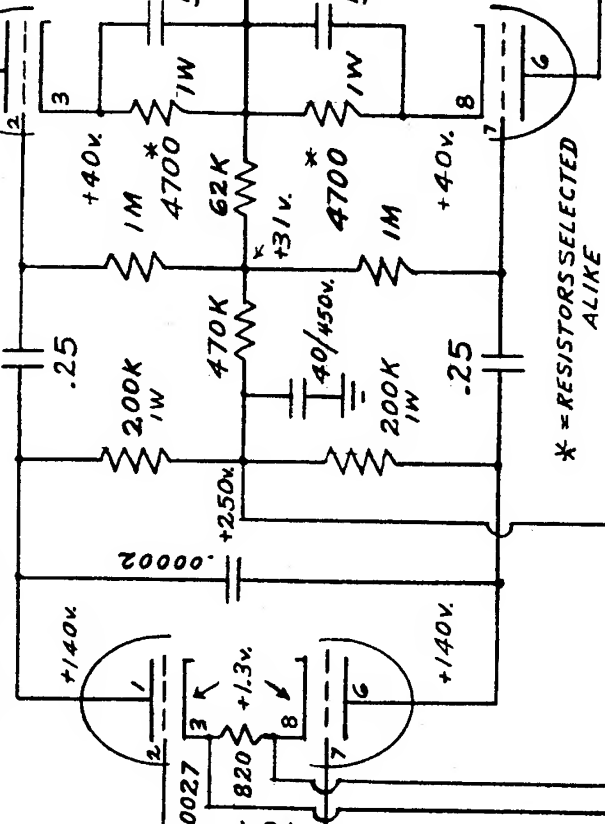 1W
1W
3
8
6
2
7
+40v.
*
4700
62K
*
4700
+40v.
1M
+31v.
1M
470K
40/450v.
.25
200K
1W
200K
1W
.25
* = RESISTORS SELECTED
ALIKE
+250v.
.00002
+140v.
1
+1.3v.
+140v.
6
2
3
8
7
820
0027